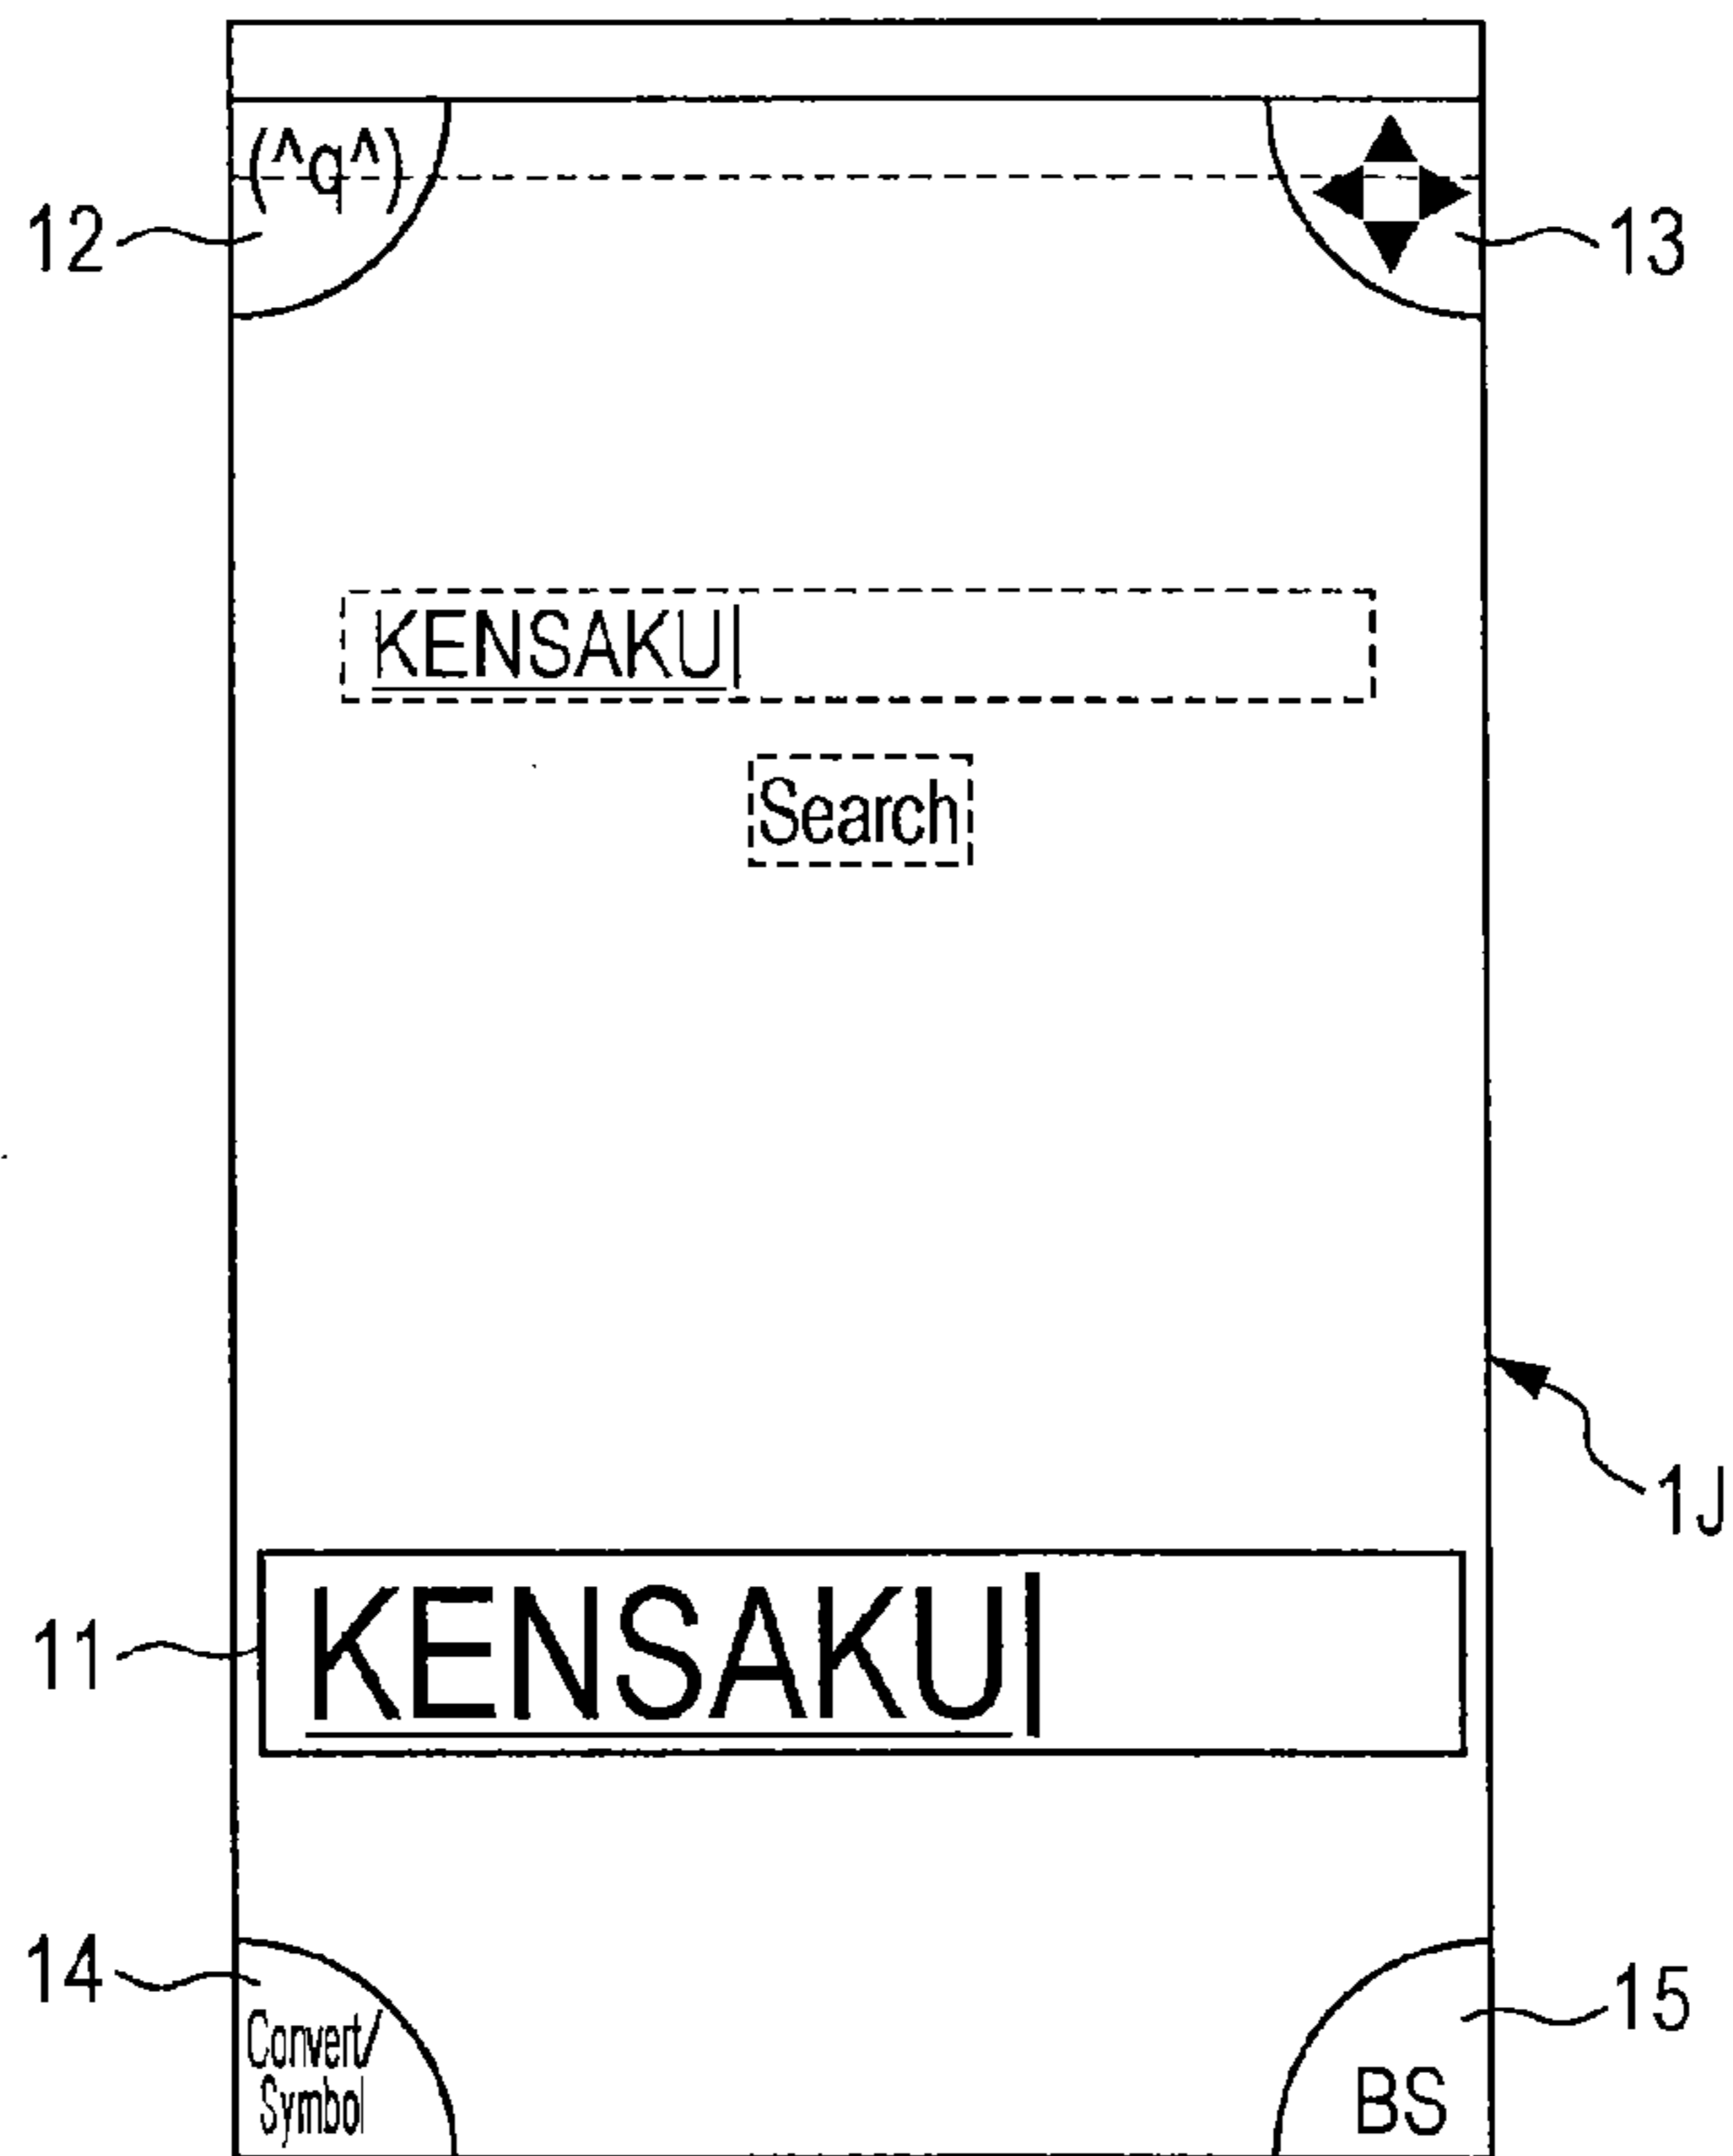 (^q^)
12
13
KENSAKU
Search
1J
KENSAKU
11
14
Convert/
Symbol
15
BS